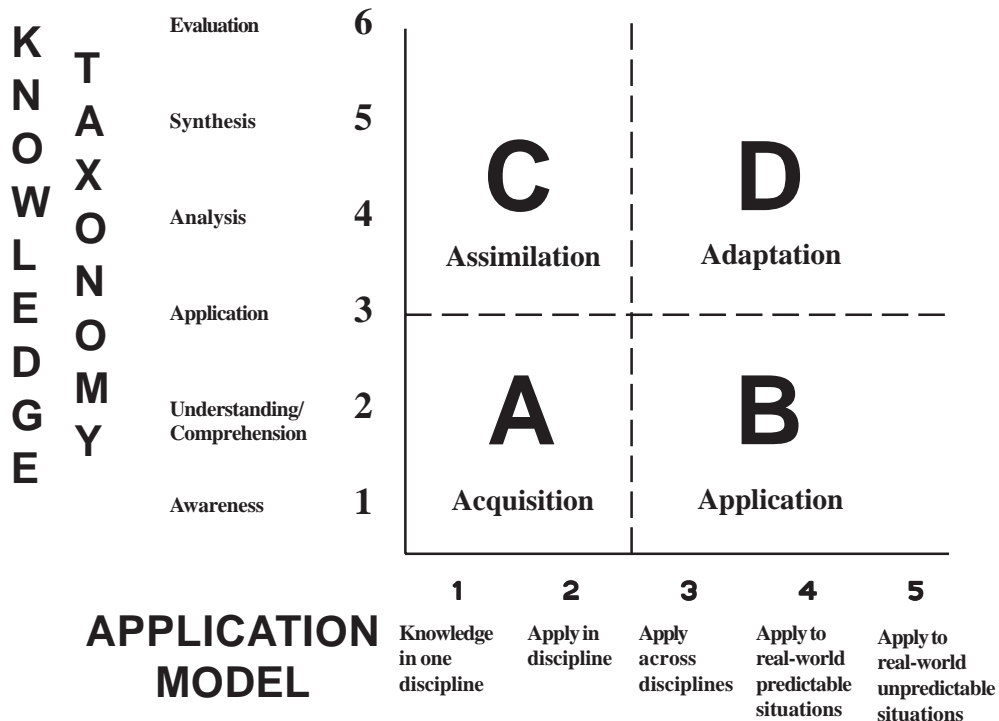 KNOWLEDGE
TAXONOMY
Evaluation 6
Synthesis 5
Analysis 4
Application 3
Understanding/
Comprehension 2
Awareness 1
C
Assimilation
D
Adaptation
A
Acquisition
B
Application
1 2 3 4 5
APPLICATION
MODEL
Knowledge
in one
discipline
Apply in
discipline
Apply
across
disciplines
Apply to
real-world
predictable
situations
Apply to
real-world
unpredictable
situations